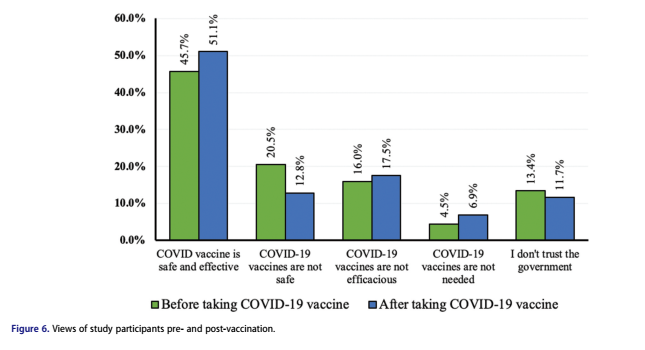 60.0%
50.0%
40.0%
30.0%
20.0%
10.0%
0.0%
45.7%
51.1%
20.5%
12.8%
16.0%
17.5%
4.5%
6.9%
13.4%
11.7%
COVID vaccine is
safe and effective
COVID-19
vaccines are not
safe
COVID-19
vaccines are not
efficacious
COVID-19
vaccines are not
needed
I don't trust the
government
Before taking COVID-19 vaccine
After taking COVID-19 vaccine
Figure 6. Views of study participants pre- and post-vaccination.